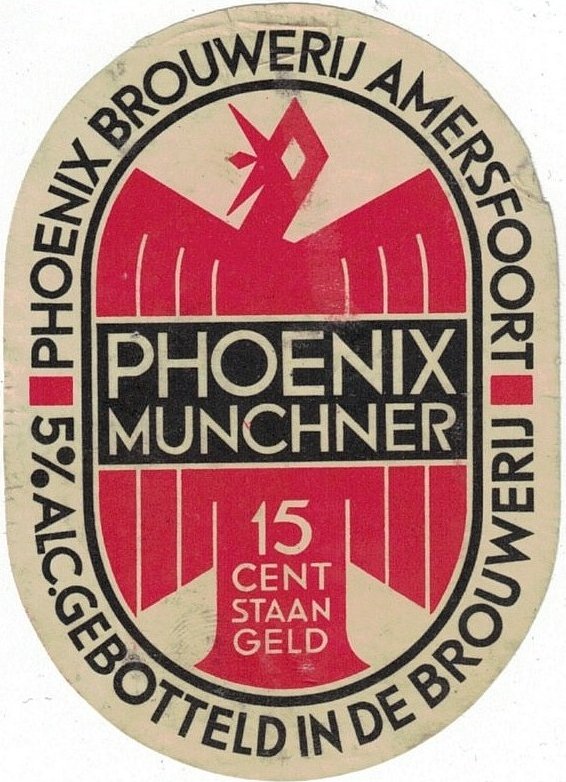 PHOENIX BROUWERIJ AMERSFOORT
PHOENIX
MUNCHNER
15
CENT
STAAN
GELD
5% ALC. GEBOTTELD IN DE BROUWERIJ